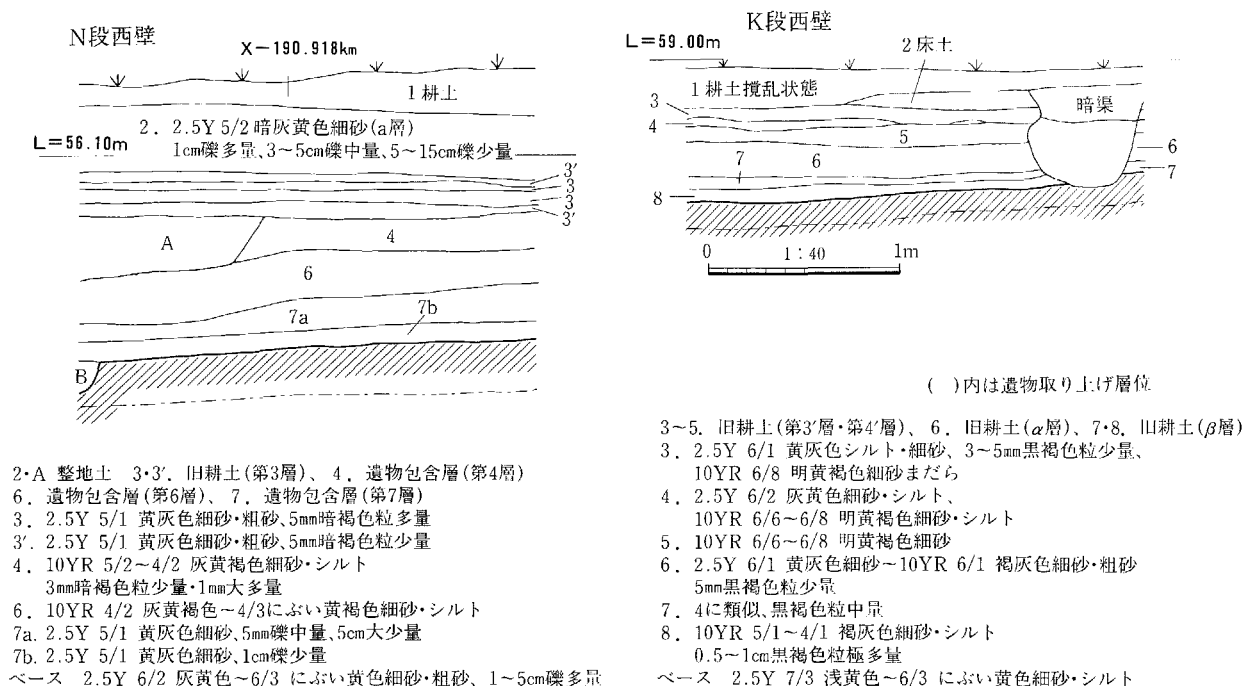 N段西壁
X-190.918km
1 耕土
2. 2.5Y 5/2 暗灰黄色細砂(a層)
1cm礫多量、3~5cm礫中量、5~15cm礫少量
L=56.10m
3′
3
3
3′
A
4
6
7a
7b
B
2・A 整地土 3・3′. 旧耕土(第3層)、4. 遺物包含層(第4層)
6. 遺物包含層(第6層)、7. 遺物包含層(第7層)
3. 2.5Y 5/1 黄灰色細砂・粗砂、5mm暗褐色粒多量
3′. 2.5Y 5/1 黄灰色細砂・粗砂、5mm暗褐色粒少量
4. 10YR 5/2~4/2 灰黄褐色細砂・シルト
3mm暗褐色粒少量・1mm大多量
6. 10YR 4/2 灰黄褐色~4/3にぶい黄褐色細砂・シルト
7a. 2.5Y 5/1 黄灰色細砂、5mm礫中量、5cm大少量
7b. 2.5Y 5/1 黄灰色細砂、1cm礫少量
ベース 2.5Y 6/2 灰黄色~6/3 にぶい黄色細砂・粗砂、1~5cm礫多量
K段西壁
L=59.00m
2 床土
1 耕土攪乱状態
暗渠
3
4
5
6
7
6
7
8
0 1:40 1m
( )内は遺物取り上げ層位
3~5. 旧耕土(第3′層・第4′層)、6. 旧耕土(α層)、7・8. 旧耕土(β層)
3. 2.5Y 6/1 黄灰色シルト・細砂、3~5mm黒褐色粒少量、
10YR 6/8 明黄褐色細砂まだら
4. 2.5Y 6/2 灰黄色細砂・シルト、
10YR 6/6~6/8 明黄褐色細砂・シルト
5. 10YR 6/6~6/8 明黄褐色細砂
6. 2.5Y 6/1 黄灰色細砂~10YR 6/1 褐灰色細砂・粗砂
5mm黒褐色粒少量
7. 4に類似、黒褐色粒中量
8. 10YR 5/1~4/1 褐灰色細砂・シルト
0.5~1cm黒褐色粒極多量
ベース 2.5Y 7/3 浅黄色~6/3 にぶい黄色細砂・シルト